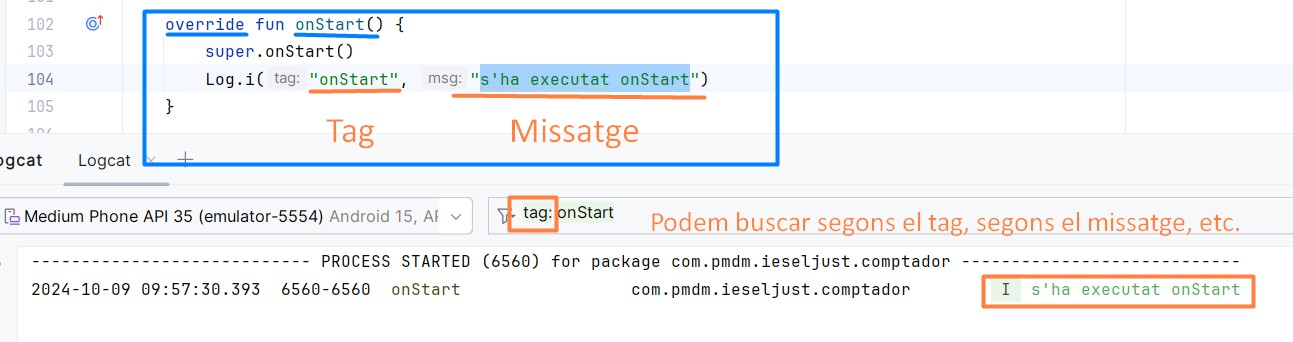 102 override fun onStart() {
103 super.onStart()
104 Log.i( tag: "onStart", msg: "s'ha executat onStart")
105 }
Tag Missatge
ogcat Logcat × +
Medium Phone API 35 (emulator-5554) Android 15, AP
tag: onStart
Podem buscar segons el tag, segons el missatge, etc.
---------------------------- PROCESS STARTED (6560) for package com.pmdm.ieseljust.comptador ----------------------------
2024-10-09 09:57:30.393 6560-6560 onStart com.pmdm.ieseljust.comptador I s'ha executat onStart